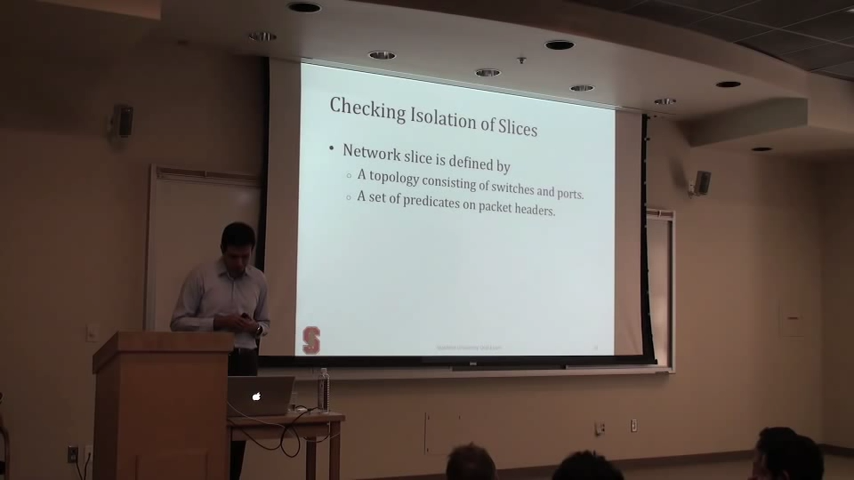 Checking Isolation of Slices
• Network slice is defined by
○ A topology consisting of switches and ports.
○ A set of predicates on packet headers.
S